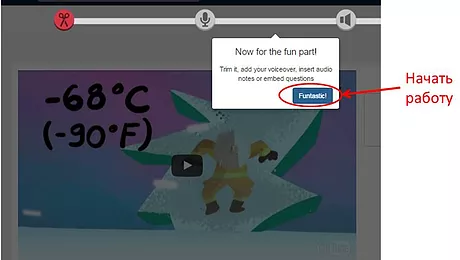 Now for the fun part!
Trim it, add your voiceover, insert audio
notes or embed questions
Funtastic!
Начать
работу
-68°C
(-90°F)